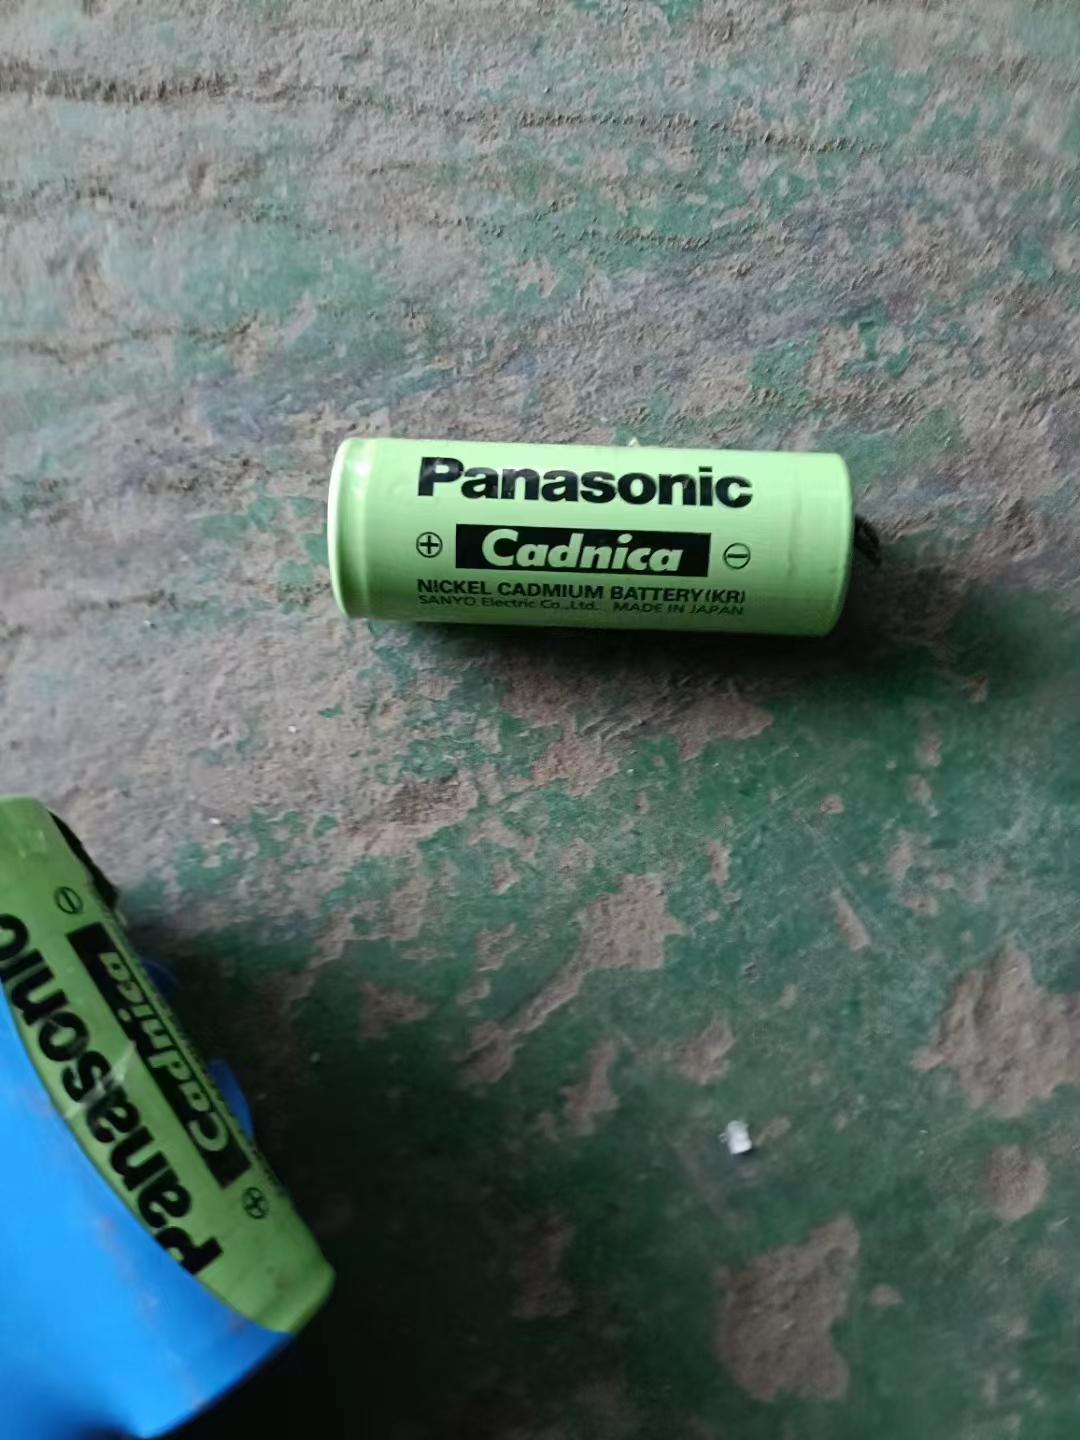 Panasonic
⊕ Cadnica ⊖
NICKEL CADMIUM BATTERY(KR)
SANYO Electric Co.,Ltd. MADE IN JAPAN
Panasonic
⊕ Cadnica ⊖